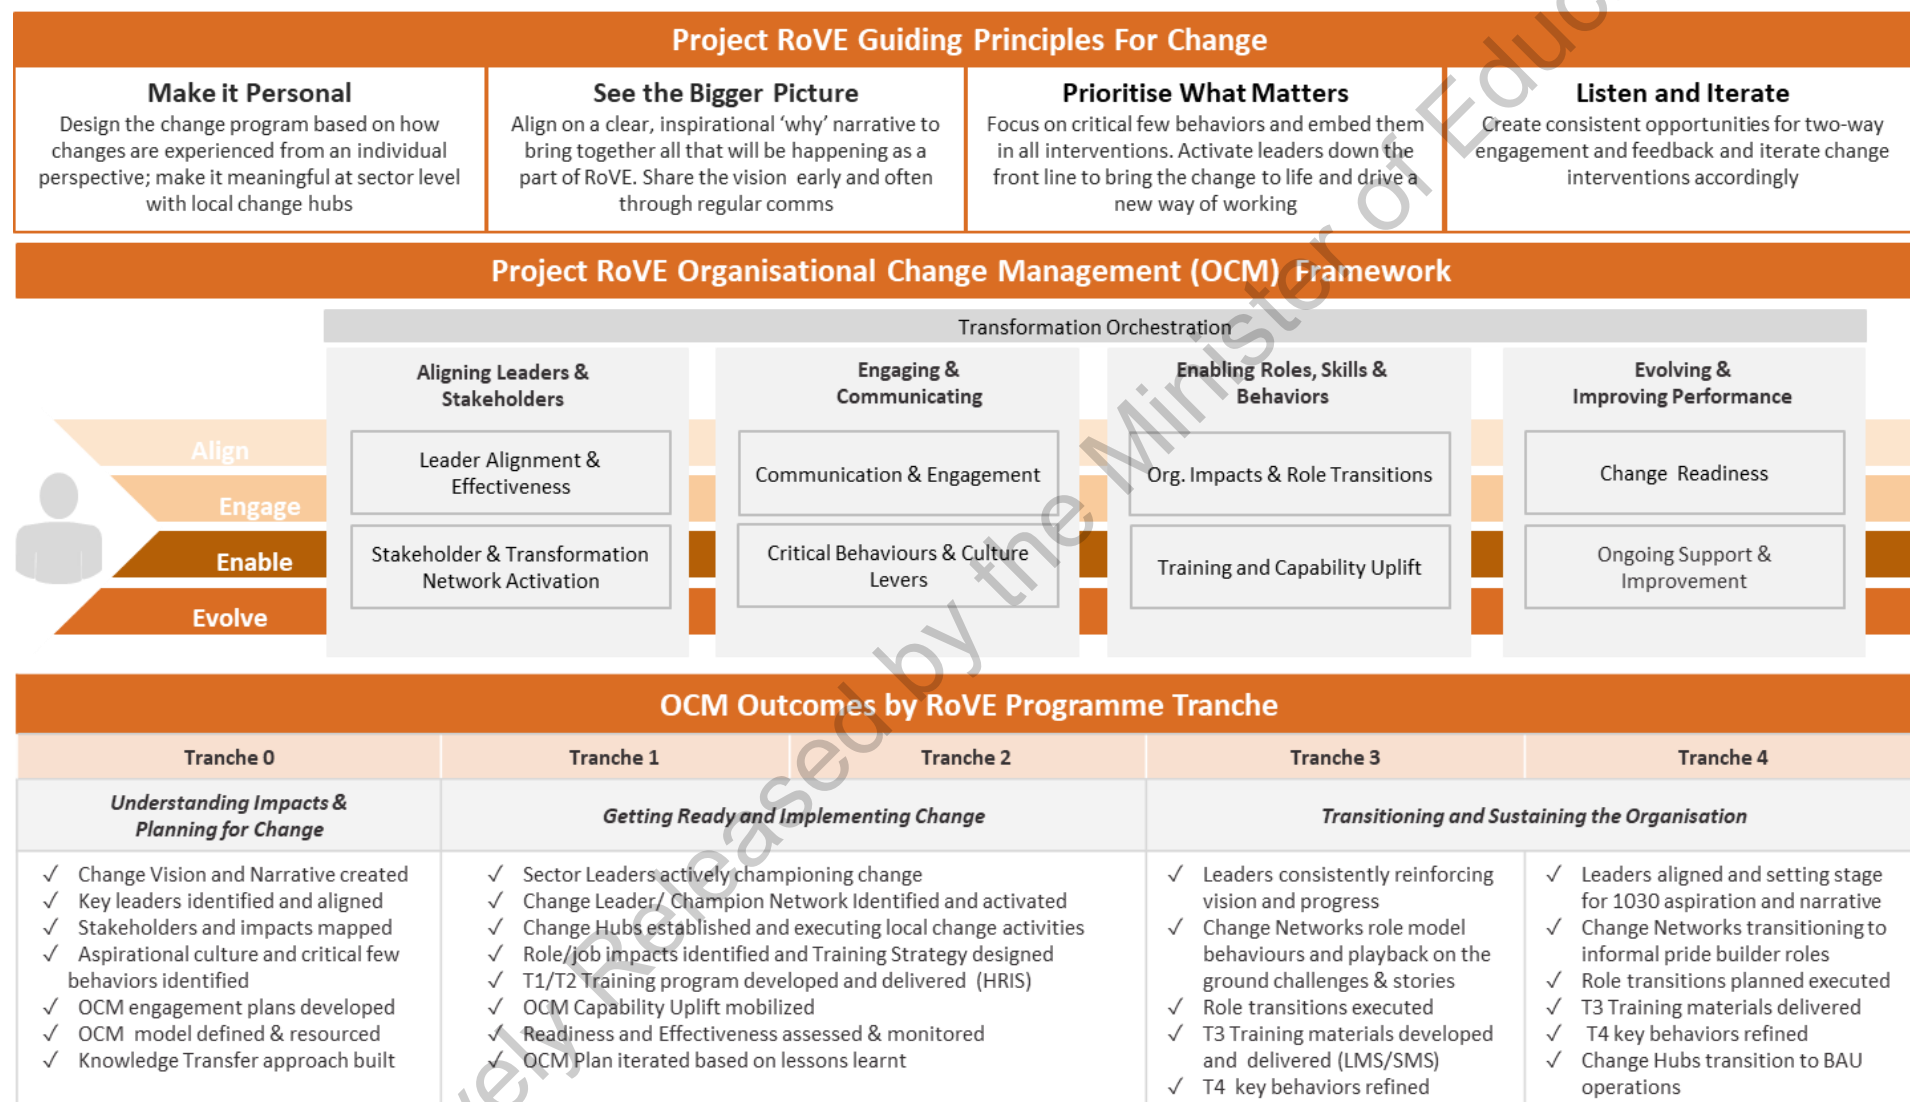 Project RoVE Guiding Principles For Change
Make it Personal
Design the change program based on how
changes are experienced from an individual
perspective; make it meaningful at sector level
with local change hubs
See the Bigger Picture
Align on a clear, inspirational ‘why’ narrative to
bring together all that will be happening as a
part of RoVE. Share the vision early and often
through regular comms
Prioritise What Matters
Focus on critical few behaviors and embed them
in all interventions. Activate leaders down the
front line to bring the change to life and drive a
new way of working
Listen and Iterate
Create consistent opportunities for two-way
engagement and feedback and iterate change
interventions accordingly
Project RoVE Organisational Change Management (OCM) Framework
Transformation Orchestration
Align
Engage
Enable
Evolve
Aligning Leaders &
Stakeholders
Leader Alignment &
Effectiveness
Stakeholder & Transformation
Network Activation
Engaging &
Communicating
Communication & Engagement
Critical Behaviours & Culture
Levers
Enabling Roles, Skills &
Behaviors
Org. Impacts & Role Transitions
Training and Capability Uplift
Evolving &
Improving Performance
Change Readiness
Ongoing Support &
Improvement
OCM Outcomes by RoVE Programme Tranche
Tranche 0
Tranche 1
Tranche 2
Tranche 3
Tranche 4
Understanding Impacts &
Planning for Change
Getting Ready and Implementing Change
Transitioning and Sustaining the Organisation
✓ Change Vision and Narrative created
✓ Key leaders identified and aligned
✓ Stakeholders and impacts mapped
✓ Aspirational culture and critical few
behaviors identified
✓ OCM engagement plans developed
✓ OCM model defined & resourced
✓ Knowledge Transfer approach built
✓ Sector Leaders actively championing change
✓ Change Leader/ Champion Network Identified and activated
✓ Change Hubs established and executing local change activities
✓ Role/job impacts identified and Training Strategy designed
✓ T1/T2 Training program developed and delivered (HRIS)
✓ OCM Capability Uplift mobilized
✓ Readiness and Effectiveness assessed & monitored
✓ OCM Plan iterated based on lessons learnt
✓ Leaders consistently reinforcing
vision and progress
✓ Change Networks role model
behaviours and playback on the
ground challenges & stories
✓ Role transitions executed
✓ T3 Training materials developed
and delivered (LMS/SMS)
✓ T4 key behaviors refined
✓ Leaders aligned and setting stage
for 1030 aspiration and narrative
✓ Change Networks transitioning to
informal pride builder roles
✓ Role transitions planned executed
✓ T3 Training materials delivered
✓ T4 key behaviors refined
✓ Change Hubs transition to BAU
operations
Released by the Minister of